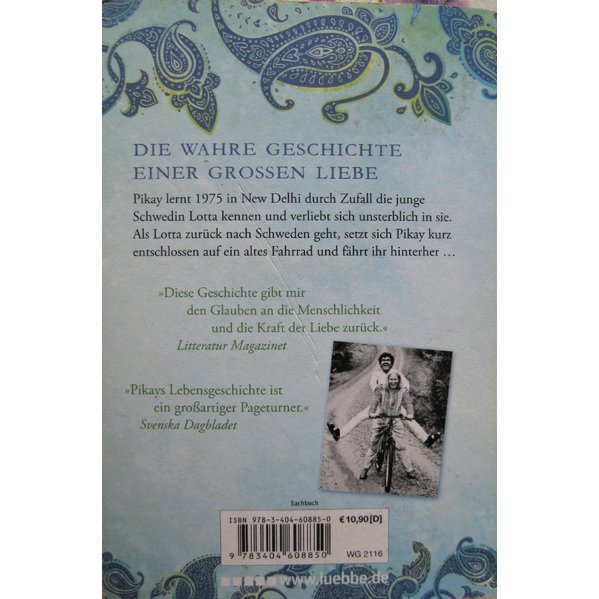 DIE WAHRE GESCHICHTE
EINER GROSSEN LIEBE
Pikay lernt 1975 in New Delhi durch Zufall die junge
Schwedin Lotta kennen und verliebt sich unsterblich in sie.
Als Lotta zurück nach Schweden geht, setzt sich Pikay kurz
entschlossen auf ein altes Fahrrad und fährt ihr hinterher …
»Diese Geschichte gibt mir
den Glauben an die Menschlichkeit
und die Kraft der Liebe zurück.«
Litteratur Magazinet
»Pikays Lebensgeschichte ist
ein großartiger Pageturner.«
Svenska Dagbladet
Sachbuch
ISBN 978-3-404-60885-0
€ 10,90 [D]
9 783404 608850
WG 2116
www.luebbe.de